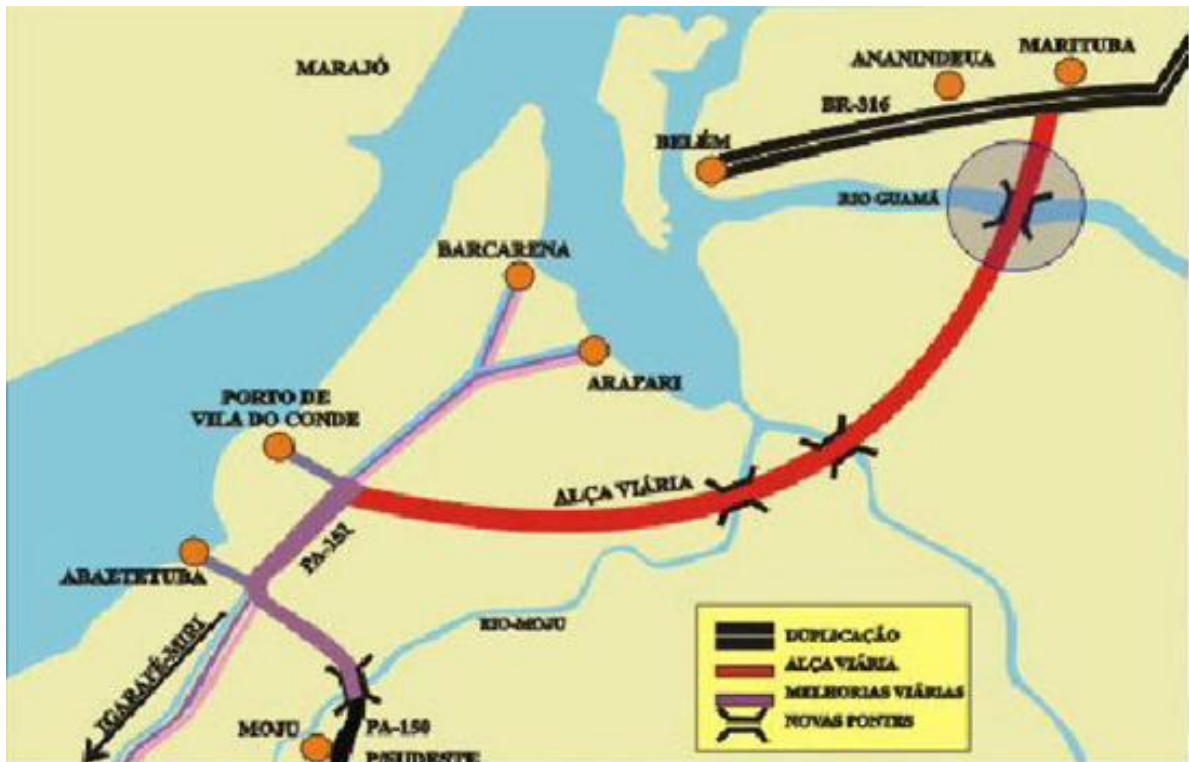 MARAJÓ
ANANINDEUA
MARITUBA
BR-316
BELÉM
RIO GUAMÁ
BARCARENA
ARAPARI
PORTO DE
VILA DO CONDE
ALÇA VIÁRIA
PA-151
ABAETETUBA
IGARAPÉ-MIRI
RIO-MOJU
MOJU
PA-150
P/SUDESTE
DUPLICAÇÃO
ALÇA VIÁRIA
MELHORIAS VIÁRIAS
NOVAS PONTES